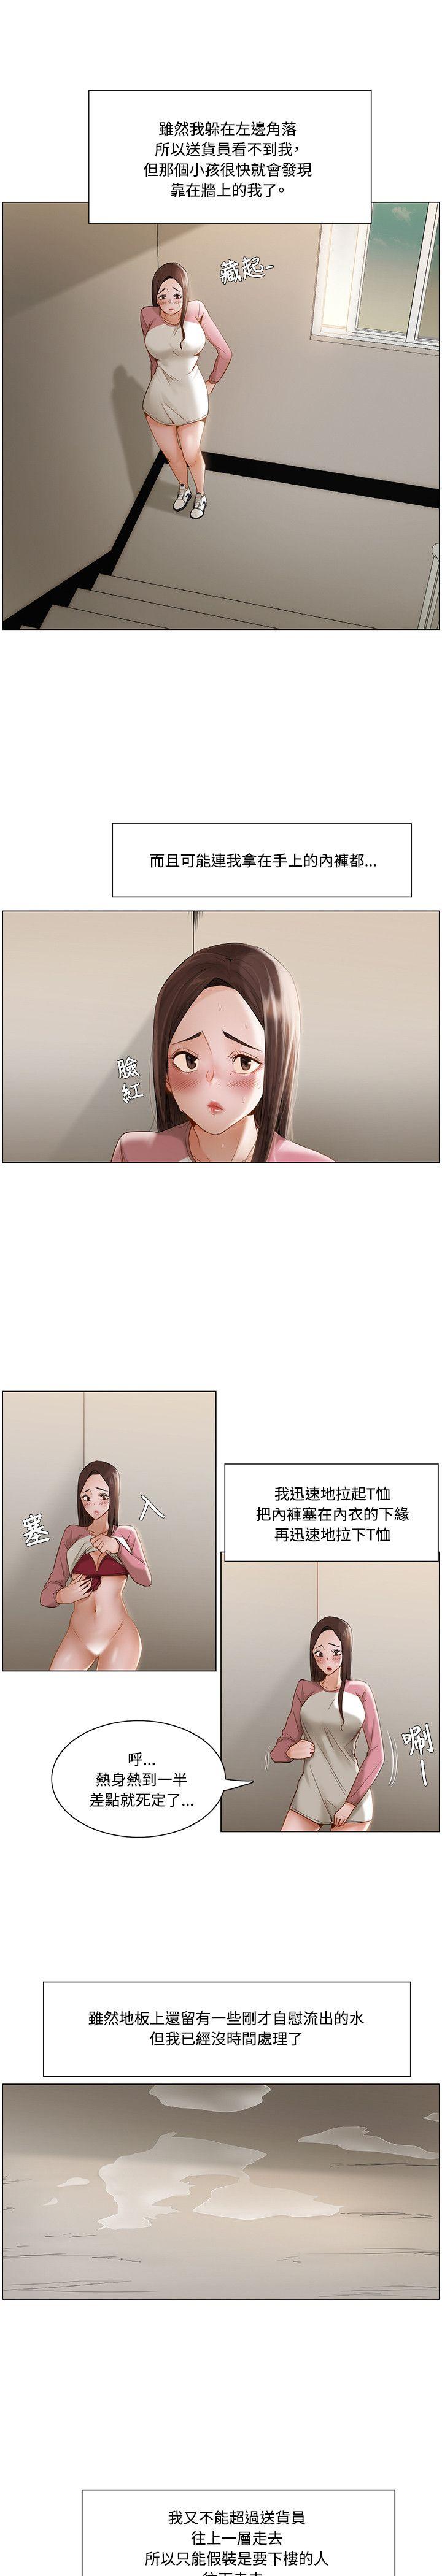 雖然我躲在左邊角落
所以送貨員看不到我，
但那個小孩很快就會發現
靠在牆上的我了。
藏起-
而且可能連我拿在手上的內褲都...
臉
紅
塞
入
我迅速地拉起T恤
把內褲塞在內衣的下緣
再迅速地拉下T恤
唰—
呼...
熱身熱到一半
差點就死定了...
雖然地板上還留有一些剛才自慰流出的水
但我已經沒時間處理了
我又不能超過送貨員
往上一層走去
所以只能假裝是要下樓的人